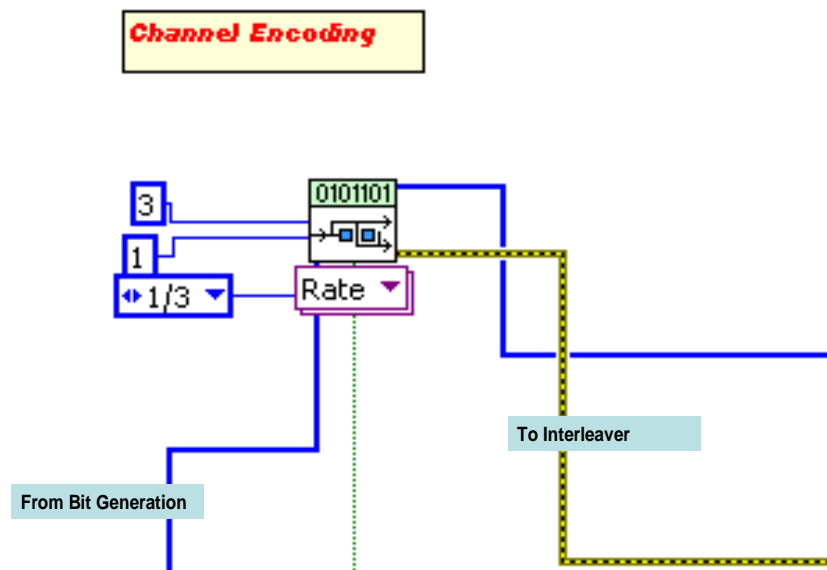 Channel Encoding
0101101
3
1
1/3
Rate
To Interleaver
From Bit Generation